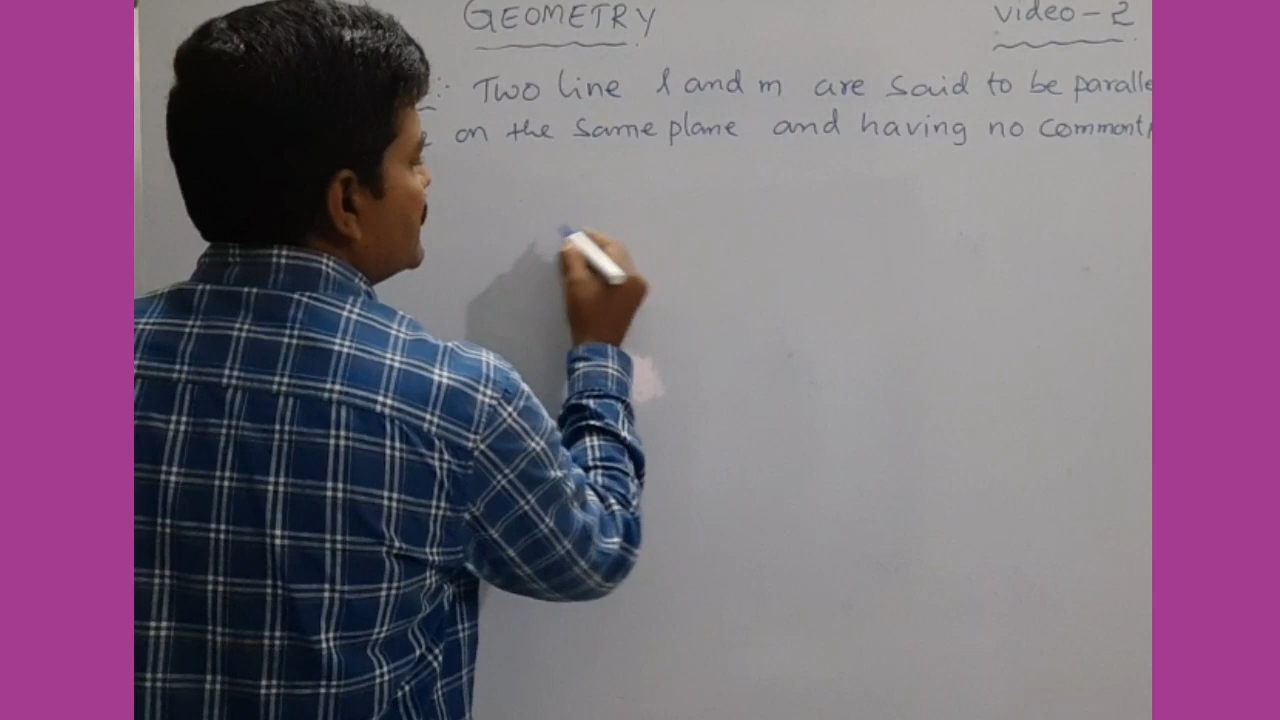 GEOMETRY
video-2
:- Two line l and m are said to be paralle
on the same plane and having no common